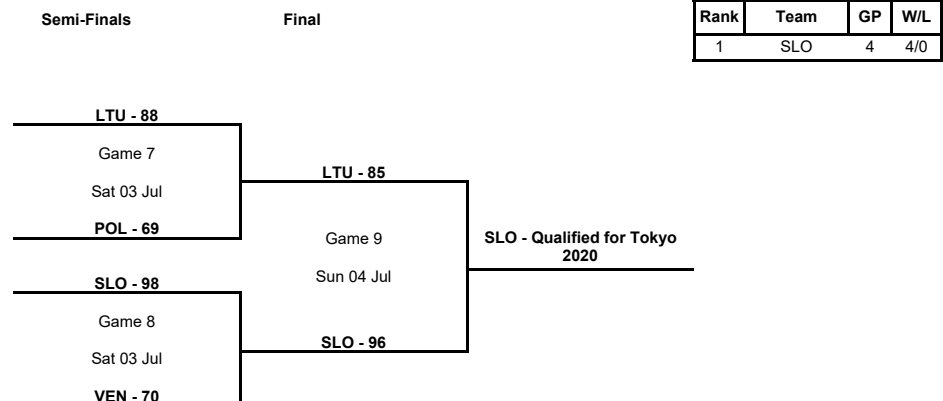 Semi-Finals
Final
Rank Team GP W/L
1 SLO 4 4/0
LTU - 88
Game 7
Sat 03 Jul
POL - 69
LTU - 85
Game 9
Sun 04 Jul
SLO - 96
SLO - Qualified for Tokyo
2020
SLO - 98
Game 8
Sat 03 Jul
VEN - 70